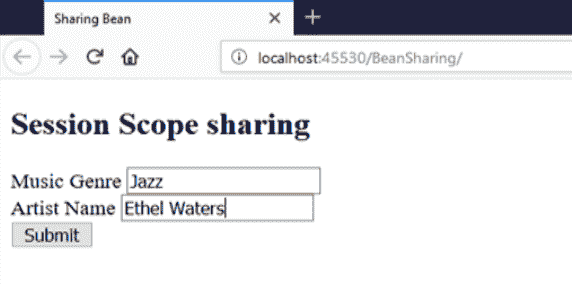 Sharing Bean
localhost:45530/BeanSharing/
Session Scope sharing
Music Genre Jazz
Artist Name Ethel Waters
Submit